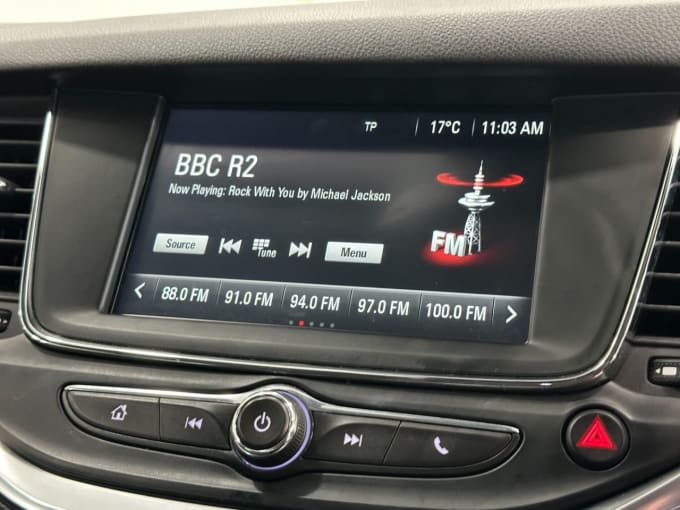 TP 17°C 11:03 AM
BBC R2
Now Playing: Rock With You by Michael Jackson
FM
Source Tune Menu
88.0 FM 91.0 FM 94.0 FM 97.0 FM 100.0 FM